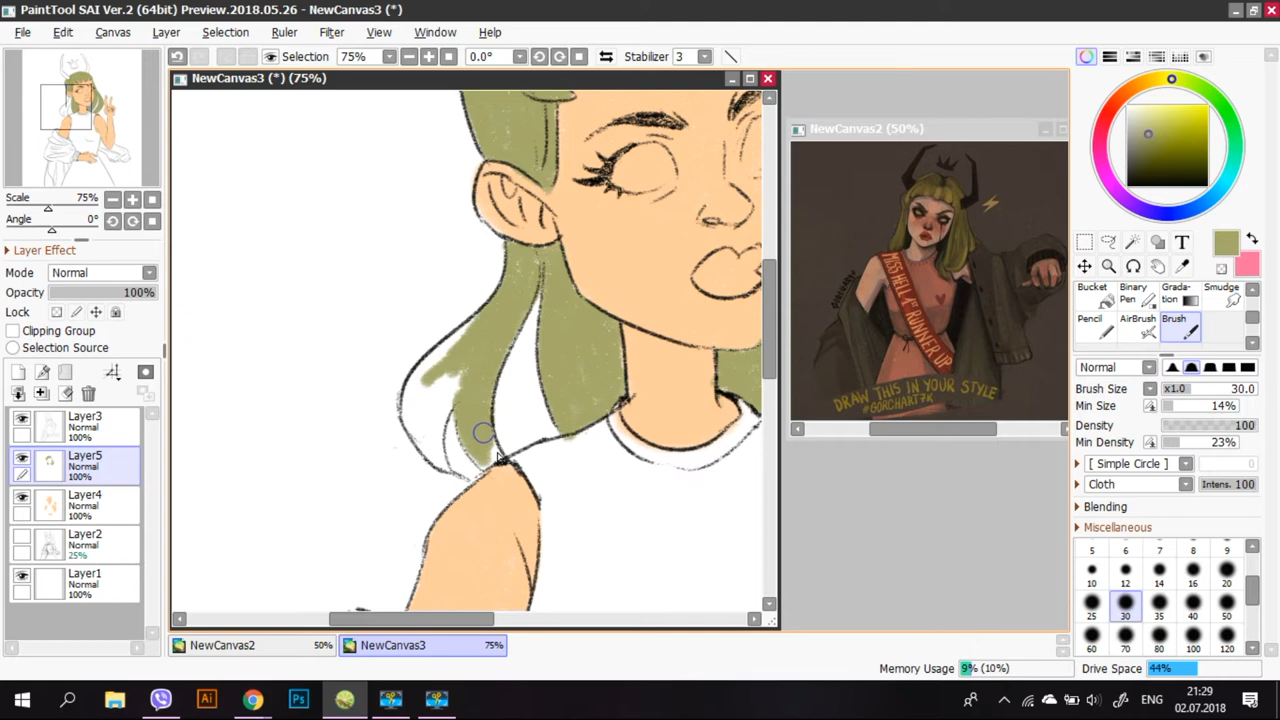 PaintTool SAI Ver.2 (64bit) Preview.2018.05.26 - NewCanvas3 (*)
File Edit Canvas Layer Selection Ruler Filter View Window Help
Selection 75% 0.0° Stabilizer 3
NewCanvas3 (*) (75%)
NewCanvas2 (50%)
Scale 75%
Angle 0°
Layer Effect
Mode Normal
Opacity 100%
Lock
Clipping Group
Selection Source
Layer3
Normal
100%
Layer5
Normal
100%
Layer4
Normal
100%
Layer2
Normal
25%
Layer1
Normal
100%
MISS HELL 1ST RUNNER UP
DRAW THIS IN YOUR STYLE
#GORCHART7K
T
Bucket Binary Pen Gradation Smudge
Pencil AirBrush Brush
Normal
Brush Size x1.0 30.0
Min Size 14%
Density 100
Min Density 23%
[ Simple Circle ]
Cloth Intens. 100
Blending
Miscellaneous
5 6 7 8 9
10 12 14 16 20
25 30 35 40 50
60 70 80 100 120
NewCanvas2 50% NewCanvas3 75%
Memory Usage 9% (10%) Drive Space 44%
Ai Ps ENG 21:29
02.07.2018